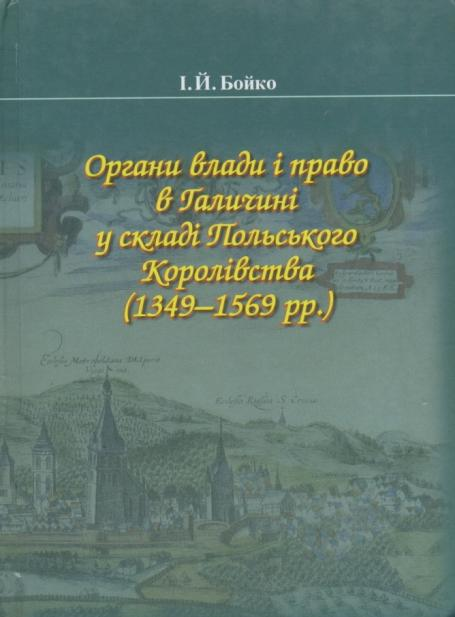 І. Й. Бойко
Органи влади і право
в Галичині
у складі Польського
Королівства
(1349–1569 рр.)